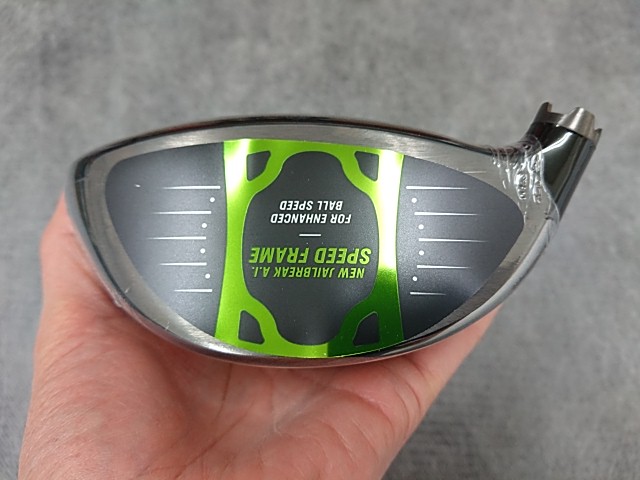 NEW JAILBREAK A.I.
SPEED FRAME
FOR ENHANCED
BALL SPEED